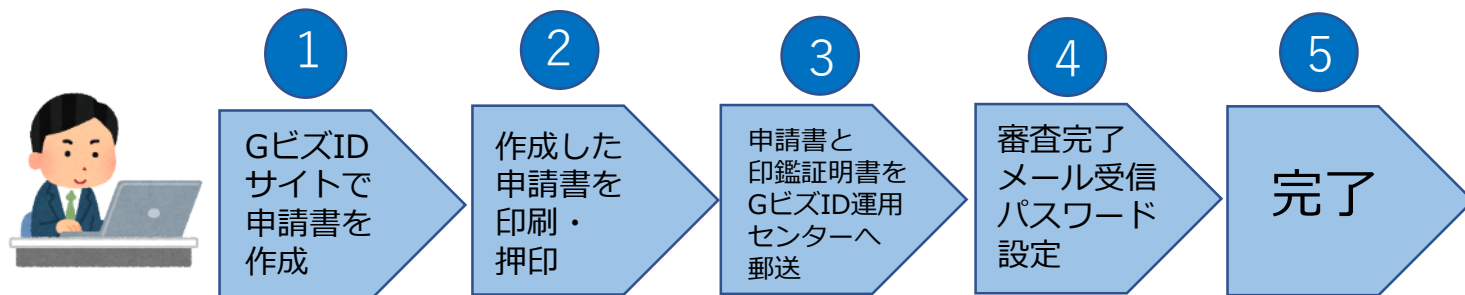 1
GビズID
サイトで
申請書を
作成
2
作成した
申請書を
印刷・
押印
3
申請書と
印鑑証明書を
GビズID運用
センターへ
郵送
4
審査完了
メール受信
パスワード
設定
5
完了